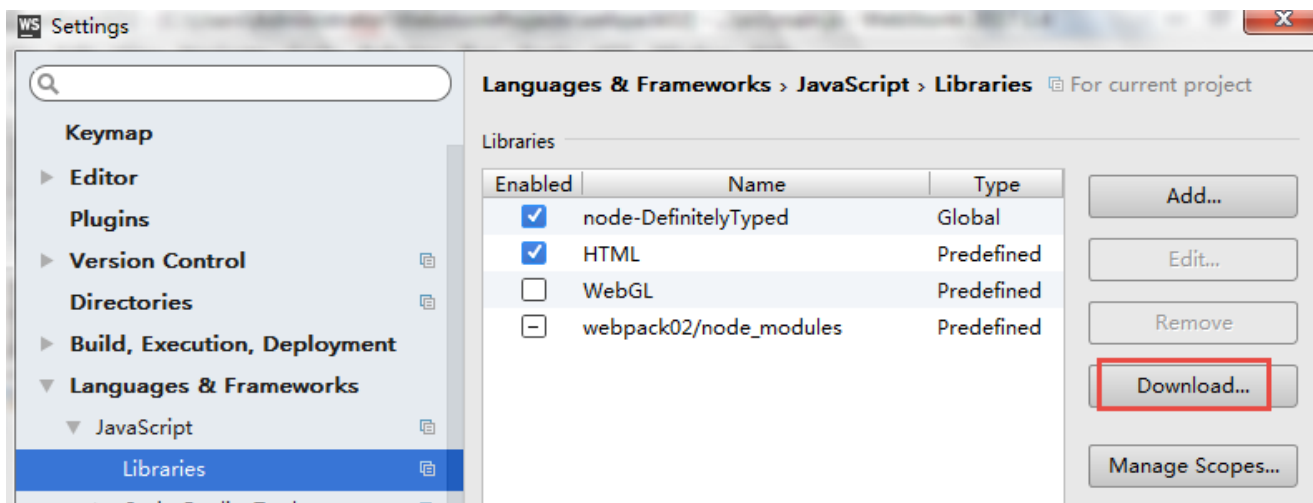 WS Settings
Languages & Frameworks › JavaScript › Libraries For current project
Keymap
Editor
Plugins
Version Control
Directories
Build, Execution, Deployment
Languages & Frameworks
JavaScript
Libraries
Libraries
Enabled Name Type
node-DefinitelyTyped Global
HTML Predefined
WebGL Predefined
webpack02/node_modules Predefined
Add...
Edit...
Remove
Download...
Manage Scopes...